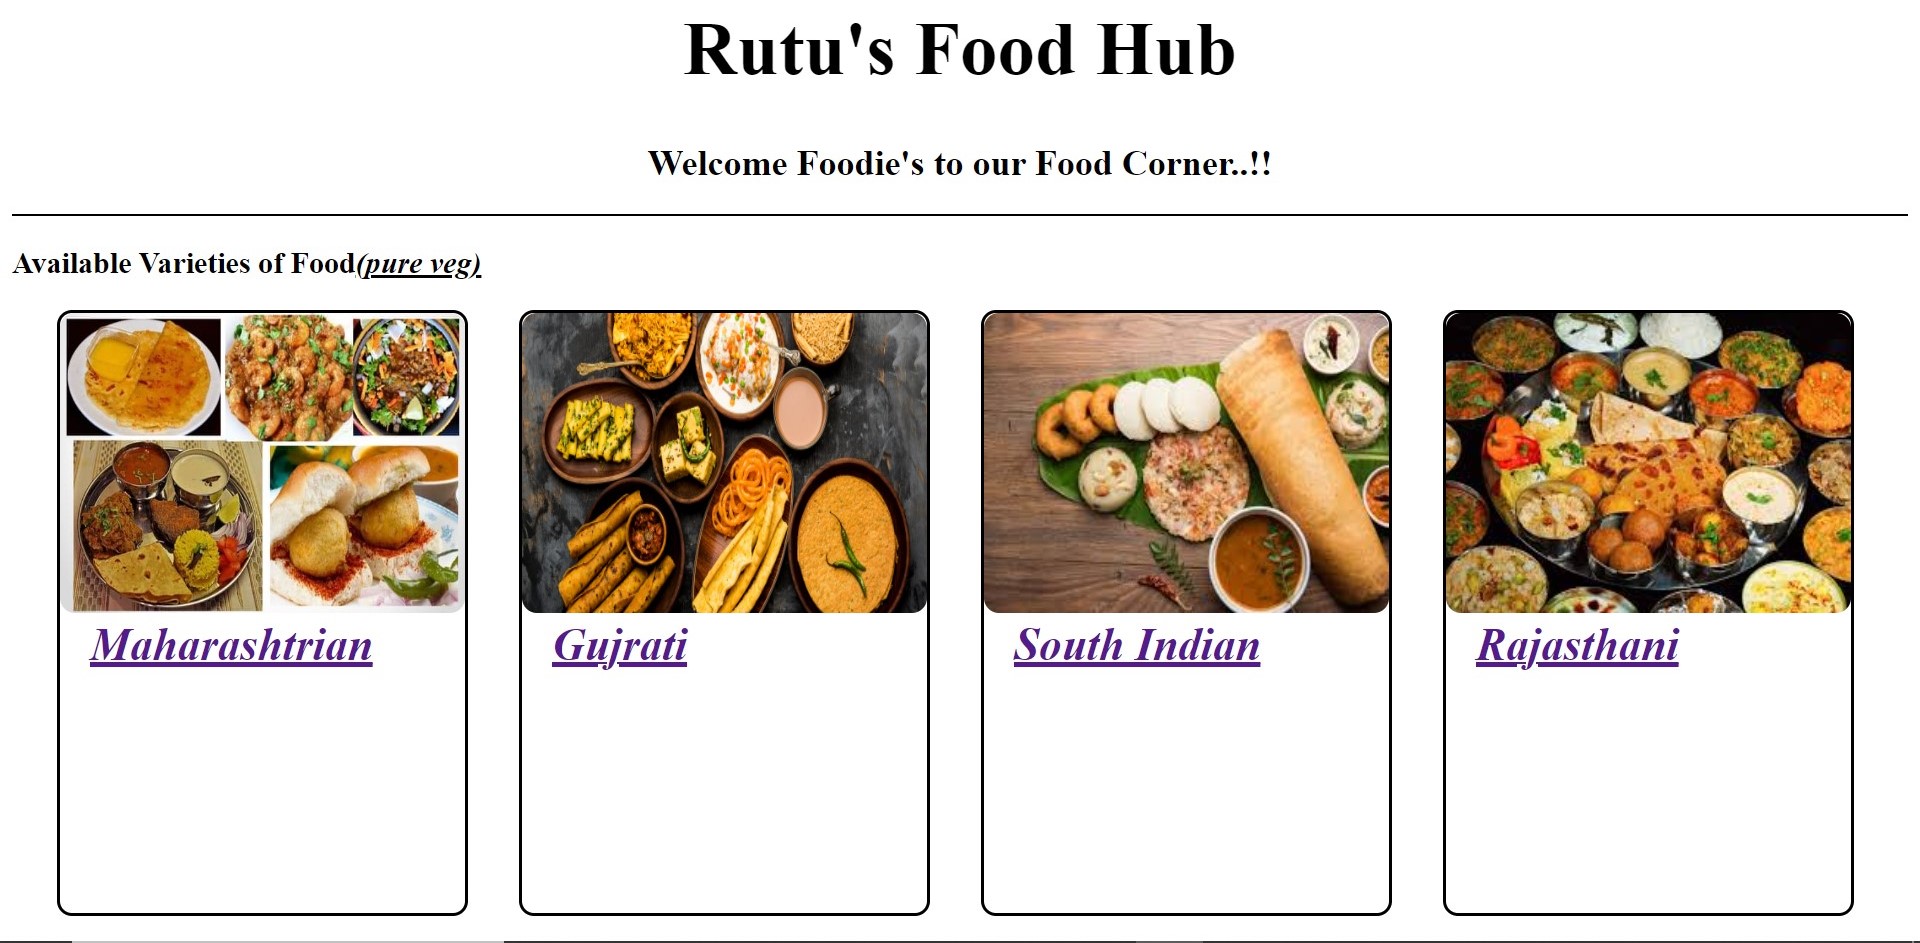 Rutu's Food Hub
Welcome Foodie's to our Food Corner..!!
Available Varieties of Food(pure veg)
Maharashtrian
Gujrati
South Indian
Rajasthani